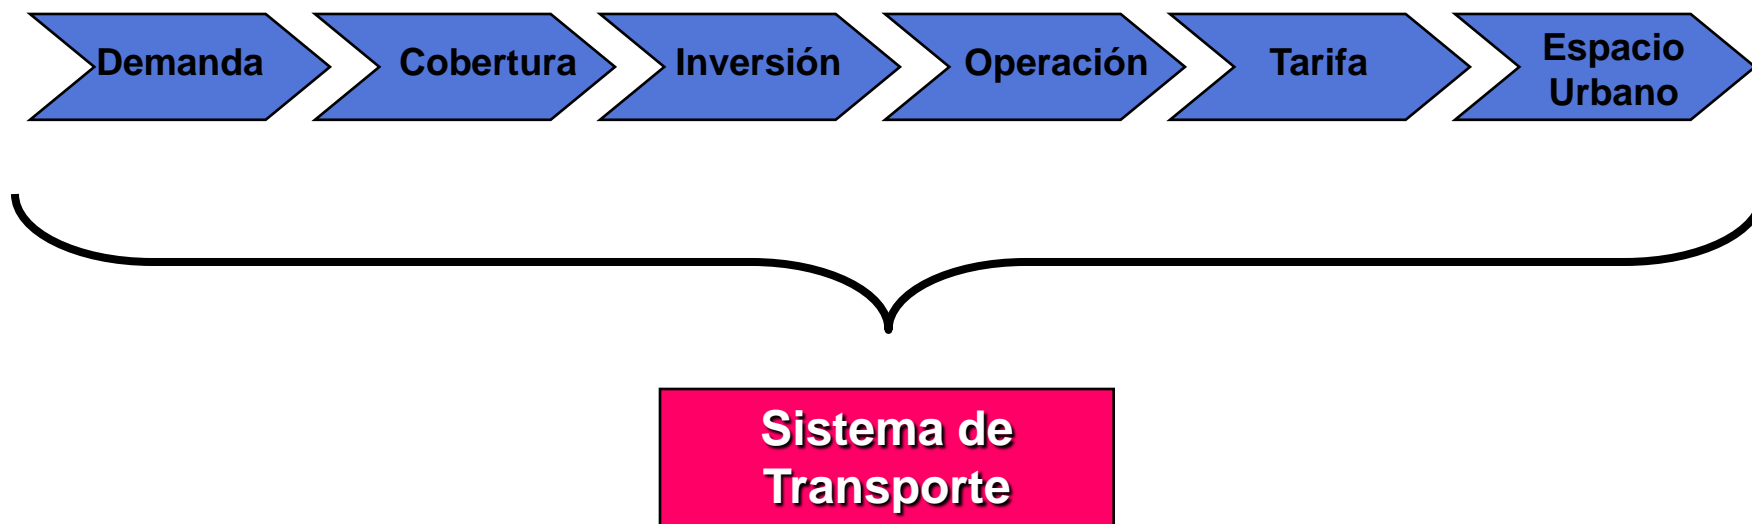 Demanda
Cobertura
Inversión
Operación
Tarifa
Espacio
Urbano
Sistema de
Transporte